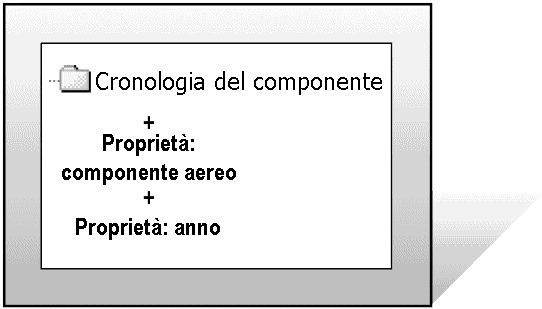 Cronologia del componente
+
Proprietà:
componente aereo
+
Proprietà: anno